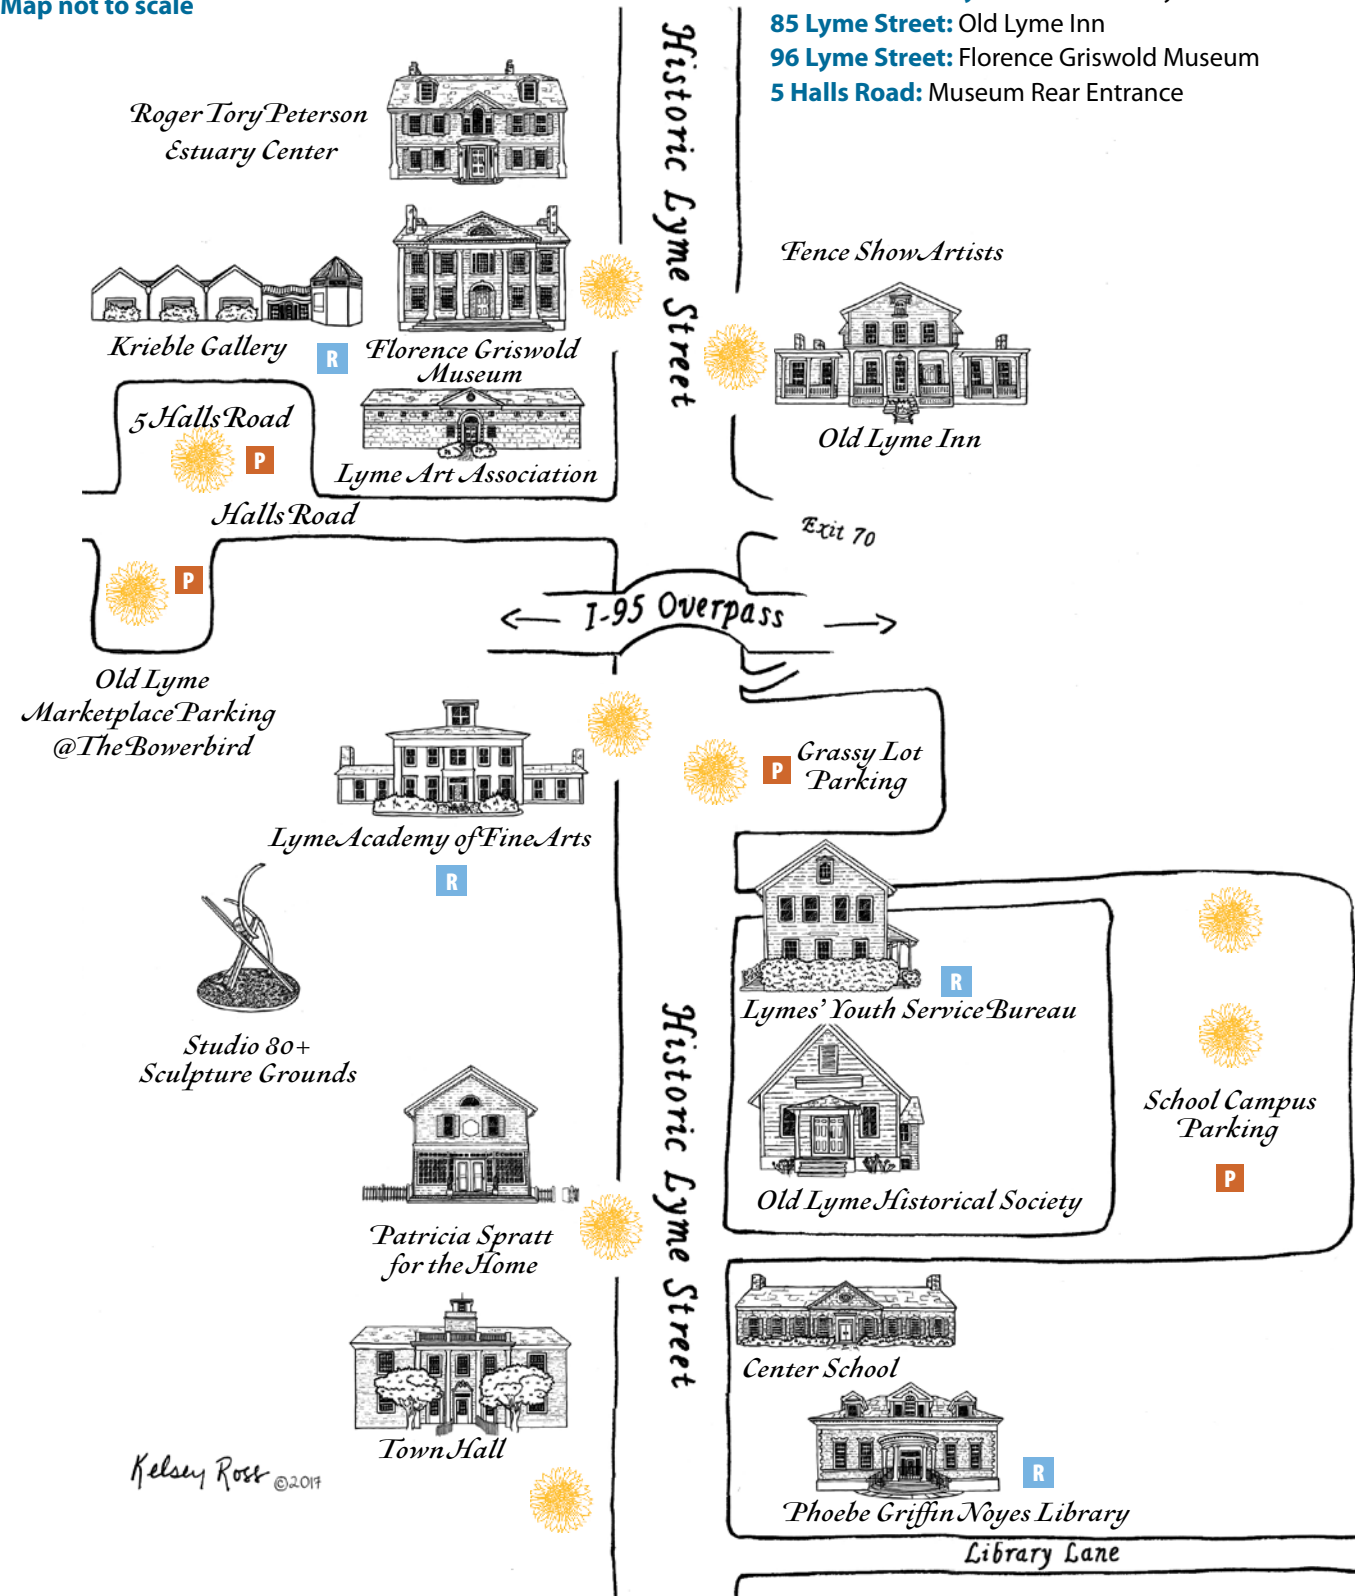 Map not to scale
85 Lyme Street: Old Lyme Inn
96 Lyme Street: Florence Griswold Museum
5 Halls Road: Museum Rear Entrance
Historic Lyme Street
Roger Tory Peterson
Estuary Center
Fence Show Artists
Krieble Gallery
R
Florence Griswold
Museum
Old Lyme Inn
5 Halls Road
P
Lyme Art Association
Halls Road
Exit 70
P
I-95 Overpass
Old Lyme
Marketplace Parking
@The Bowerbird
Grassy Lot
Parking
P
Lyme Academy of Fine Arts
R
R
Lymes' Youth Service Bureau
Studio 80+
Sculpture Grounds
Historic Lyme Street
School Campus
Parking
P
Old Lyme Historical Society
Patricia Spratt
for the Home
Center School
Town Hall
Kelsey Ross ©2017
R
Phoebe Griffin Noyes Library
Library Lane